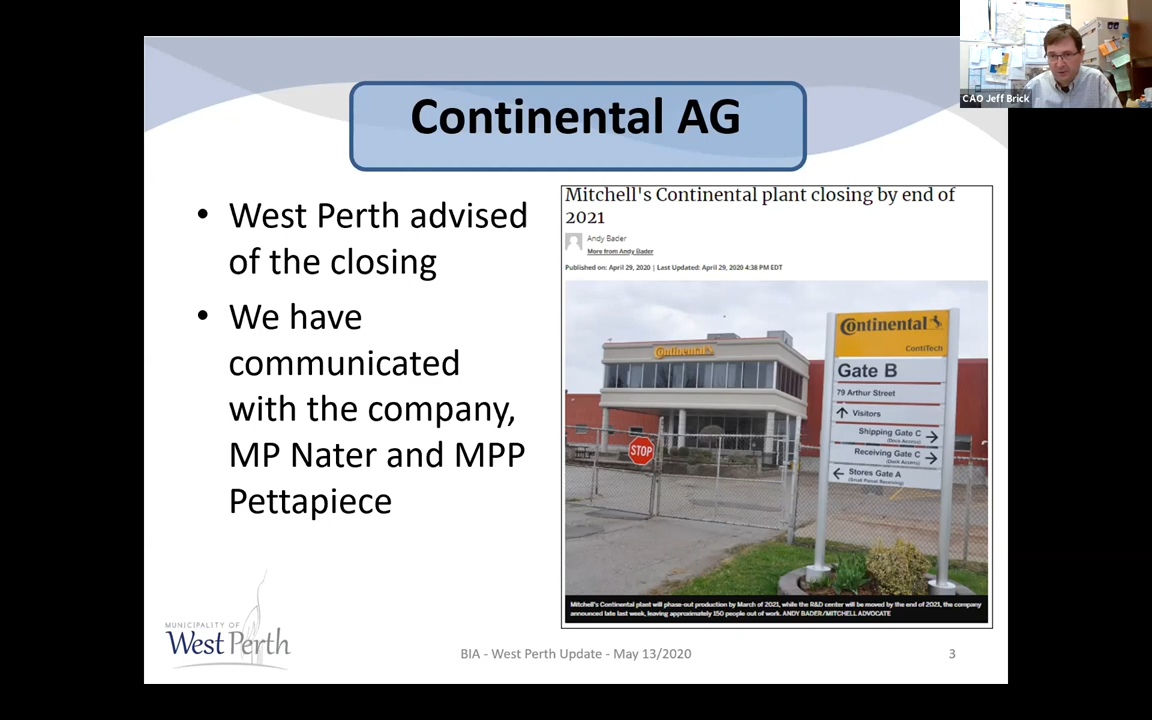 CAO Jeff Brick
Continental AG
• West Perth advised
of the closing
• We have
communicated
with the company,
MP Nater and MPP
Pettapiece
Mitchell's Continental plant closing by end of
2021
Andy Bader
More from Andy Bader
Published on: April 29, 2020 | Last Updated: April 29, 2020 4:38 PM EDT
Continental
Continental
ContiTech
Gate B
79 Arthur Street
Visitors
Shipping Gate C
(Dock Access)
Receiving Gate C
(Dock Access)
Stores Gate A
(Small Parcel Receiving)
STOP
Mitchell's Continental plant will phase-out production by March of 2021, while the R&D center will be moved by the end of 2021, the company
announced late last week, leaving approximately 150 people out of work. ANDY BADER/MITCHELL ADVOCATE
MUNICIPALITY OF
West Perth
BIA - West Perth Update - May 13/2020
3